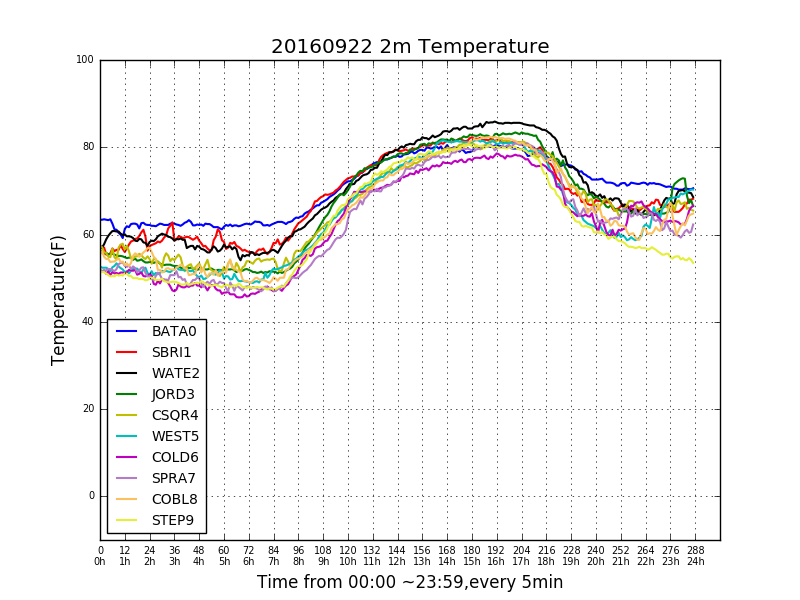 20160922 2m Temperature
Temperature(F)
100
80
60
40
20
0
BATA0
SBRI1
WATE2
JORD3
CSQR4
WEST5
COLD6
SPRA7
COBL8
STEP9
0 12 24 36 48 60 72 84 96 108 120 132 144 156 168 180 192 204 216 228 240 252 264 276 288
0h 1h 2h 3h 4h 5h 6h 7h 8h 9h 10h 11h 12h 13h 14h 15h 16h 17h 18h 19h 20h 21h 22h 23h 24h
Time from 00:00 ~23:59,every 5min